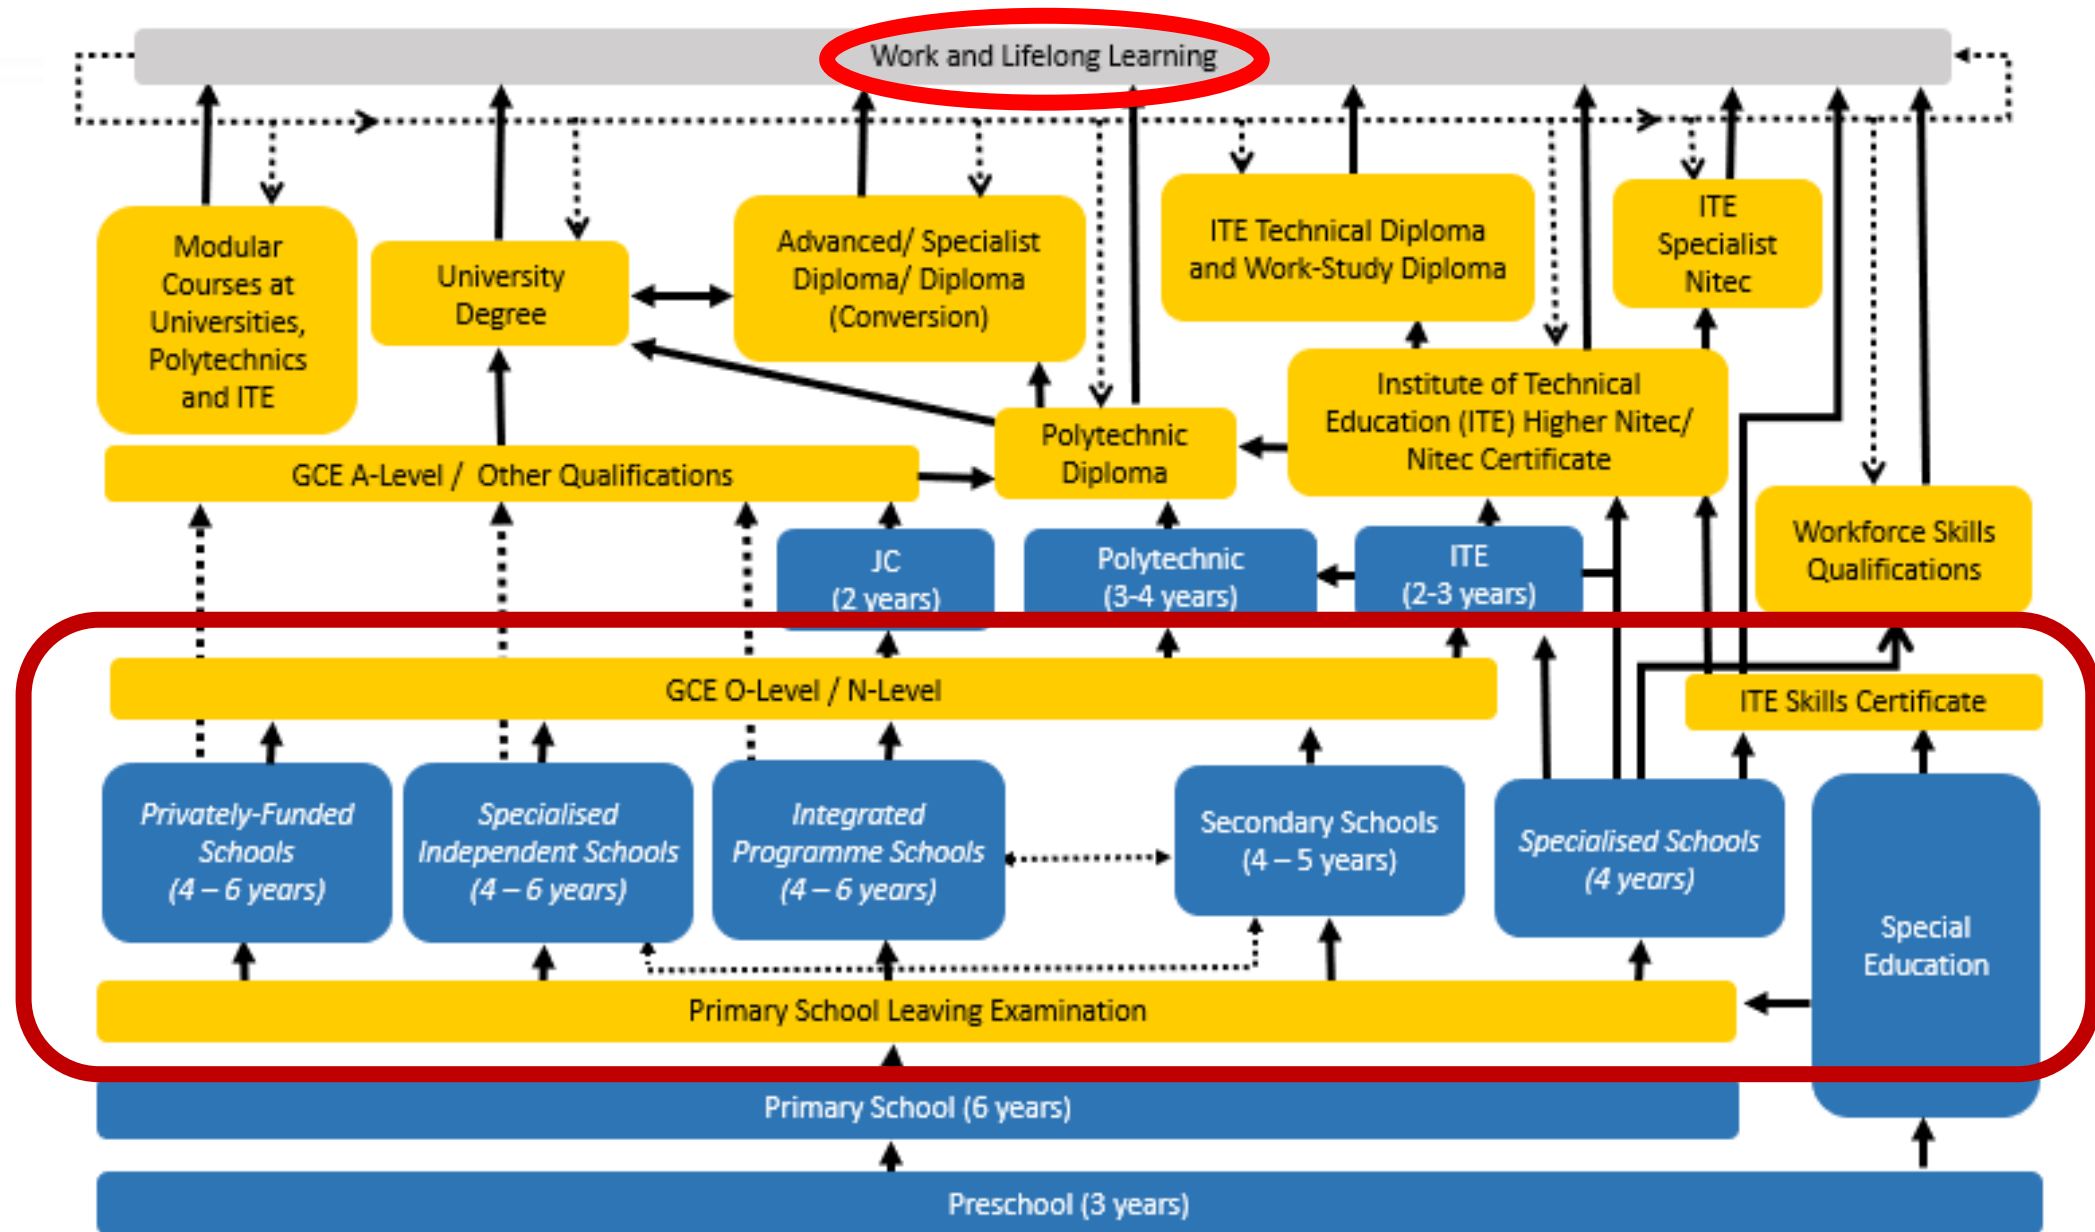 Work and Lifelong Learning
Modular
Courses at
Universities,
Polytechnics
and ITE
University
Degree
Advanced/ Specialist
Diploma/ Diploma
(Conversion)
ITE Technical Diploma
and Work-Study Diploma
ITE
Specialist
Nitec
Institute of Technical
Education (ITE) Higher Nitec/
Nitec Certificate
Polytechnic
Diploma
GCE A-Level / Other Qualifications
Workforce Skills
Qualifications
JC
(2 years)
Polytechnic
(3-4 years)
ITE
(2-3 years)
GCE O-Level / N-Level
ITE Skills Certificate
Privately-Funded
Schools
(4 – 6 years)
Specialised
Independent Schools
(4 – 6 years)
Integrated
Programme Schools
(4 – 6 years)
Secondary Schools
(4 – 5 years)
Specialised Schools
(4 years)
Special
Education
Primary School Leaving Examination
Primary School (6 years)
Preschool (3 years)